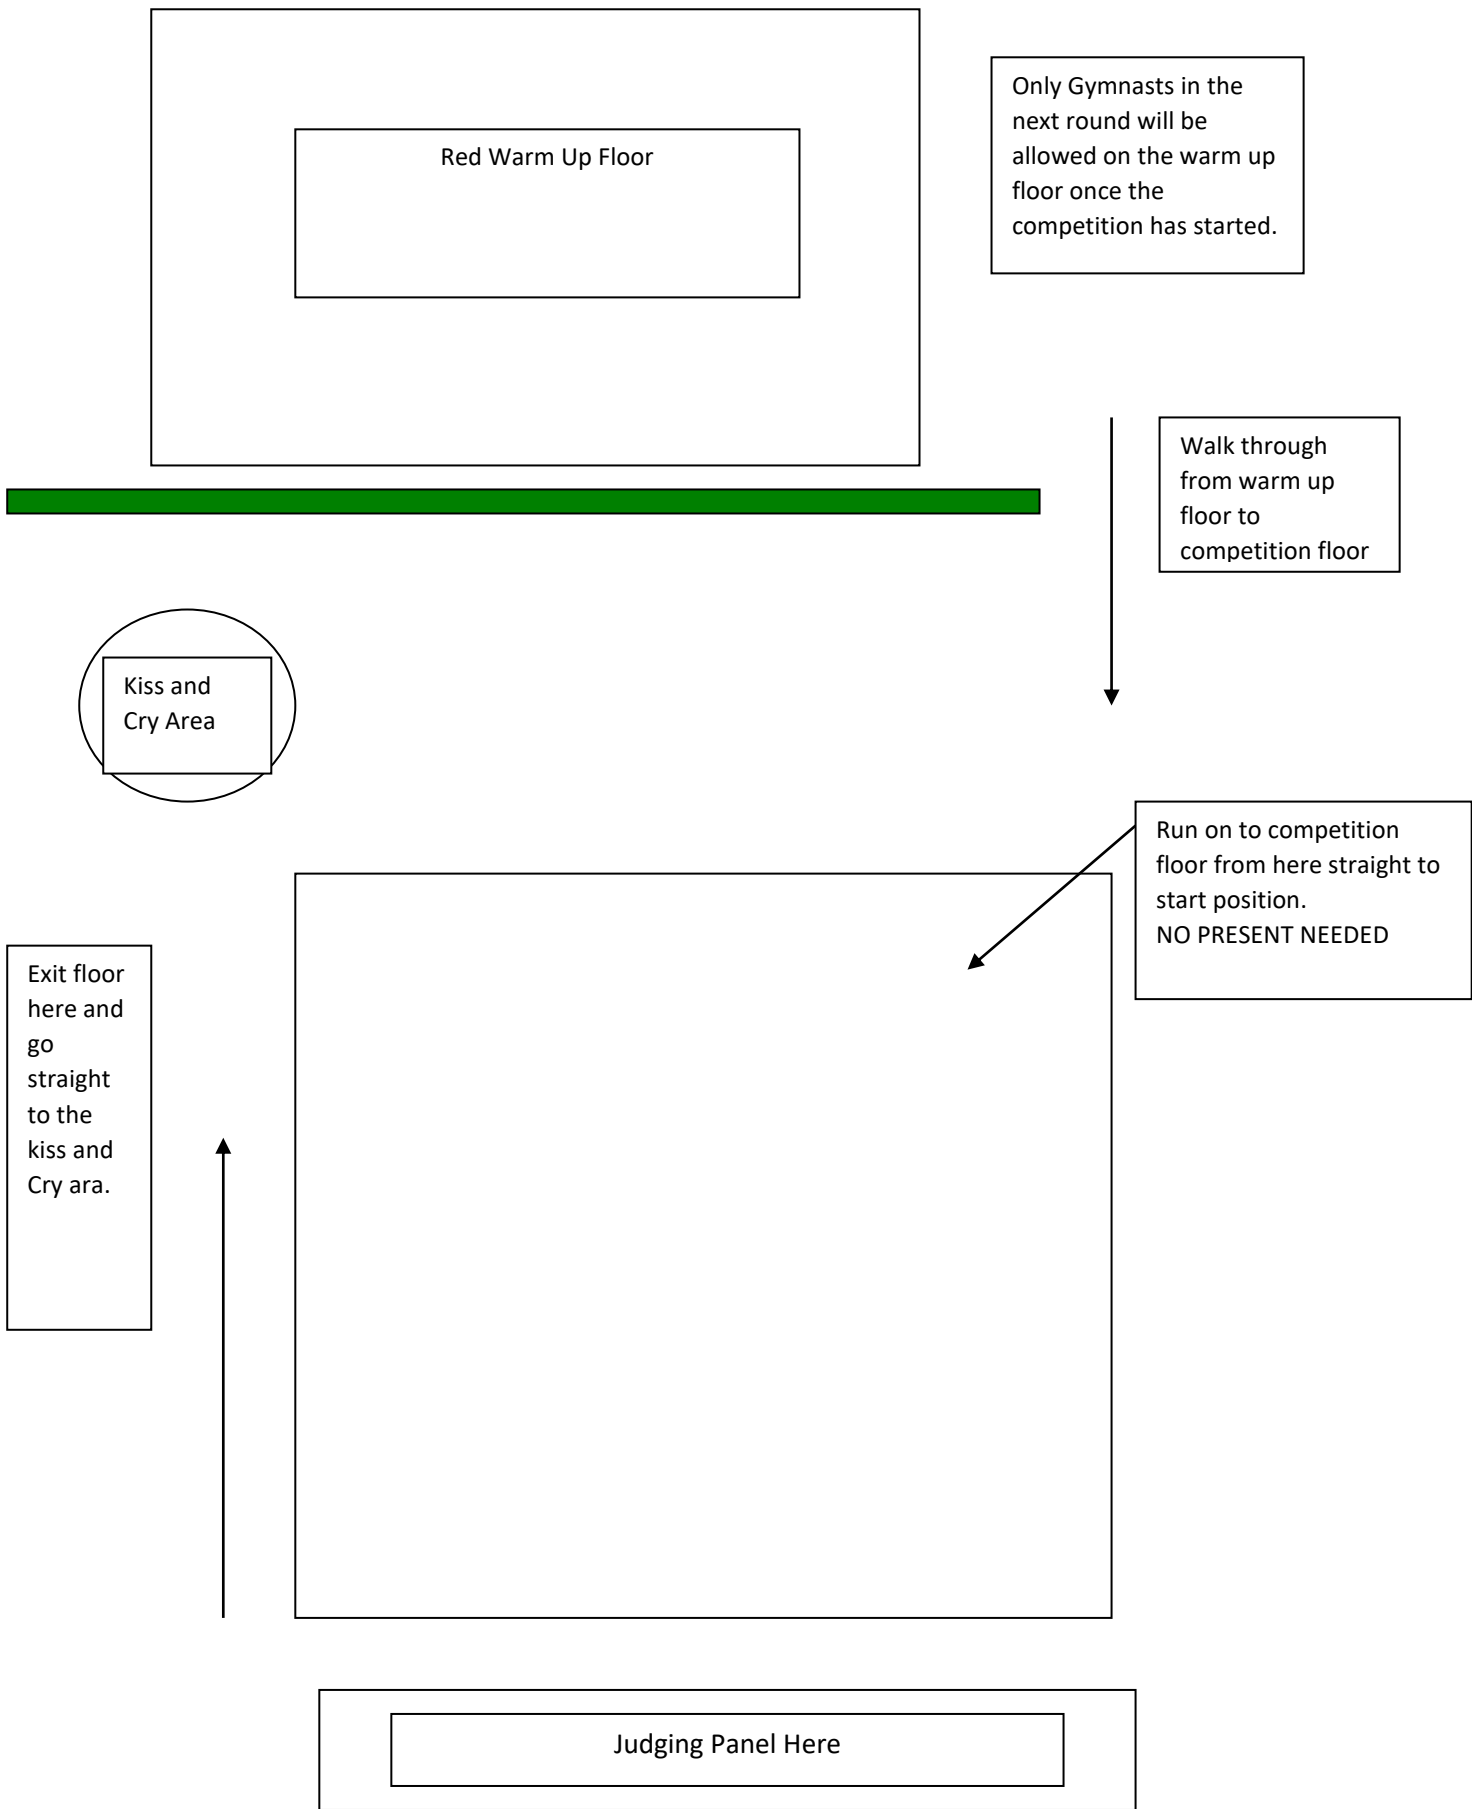 Red Warm Up Floor
Only Gymnasts in the
next round will be
allowed on the warm up
floor once the
competition has started.
Walk through
from warm up
floor to
competition floor
Kiss and
Cry Area
Run on to competition
floor from here straight to
start position.
NO PRESENT NEEDED
Exit floor
here and
go
straight
to the
kiss and
Cry ara.
Judging Panel Here